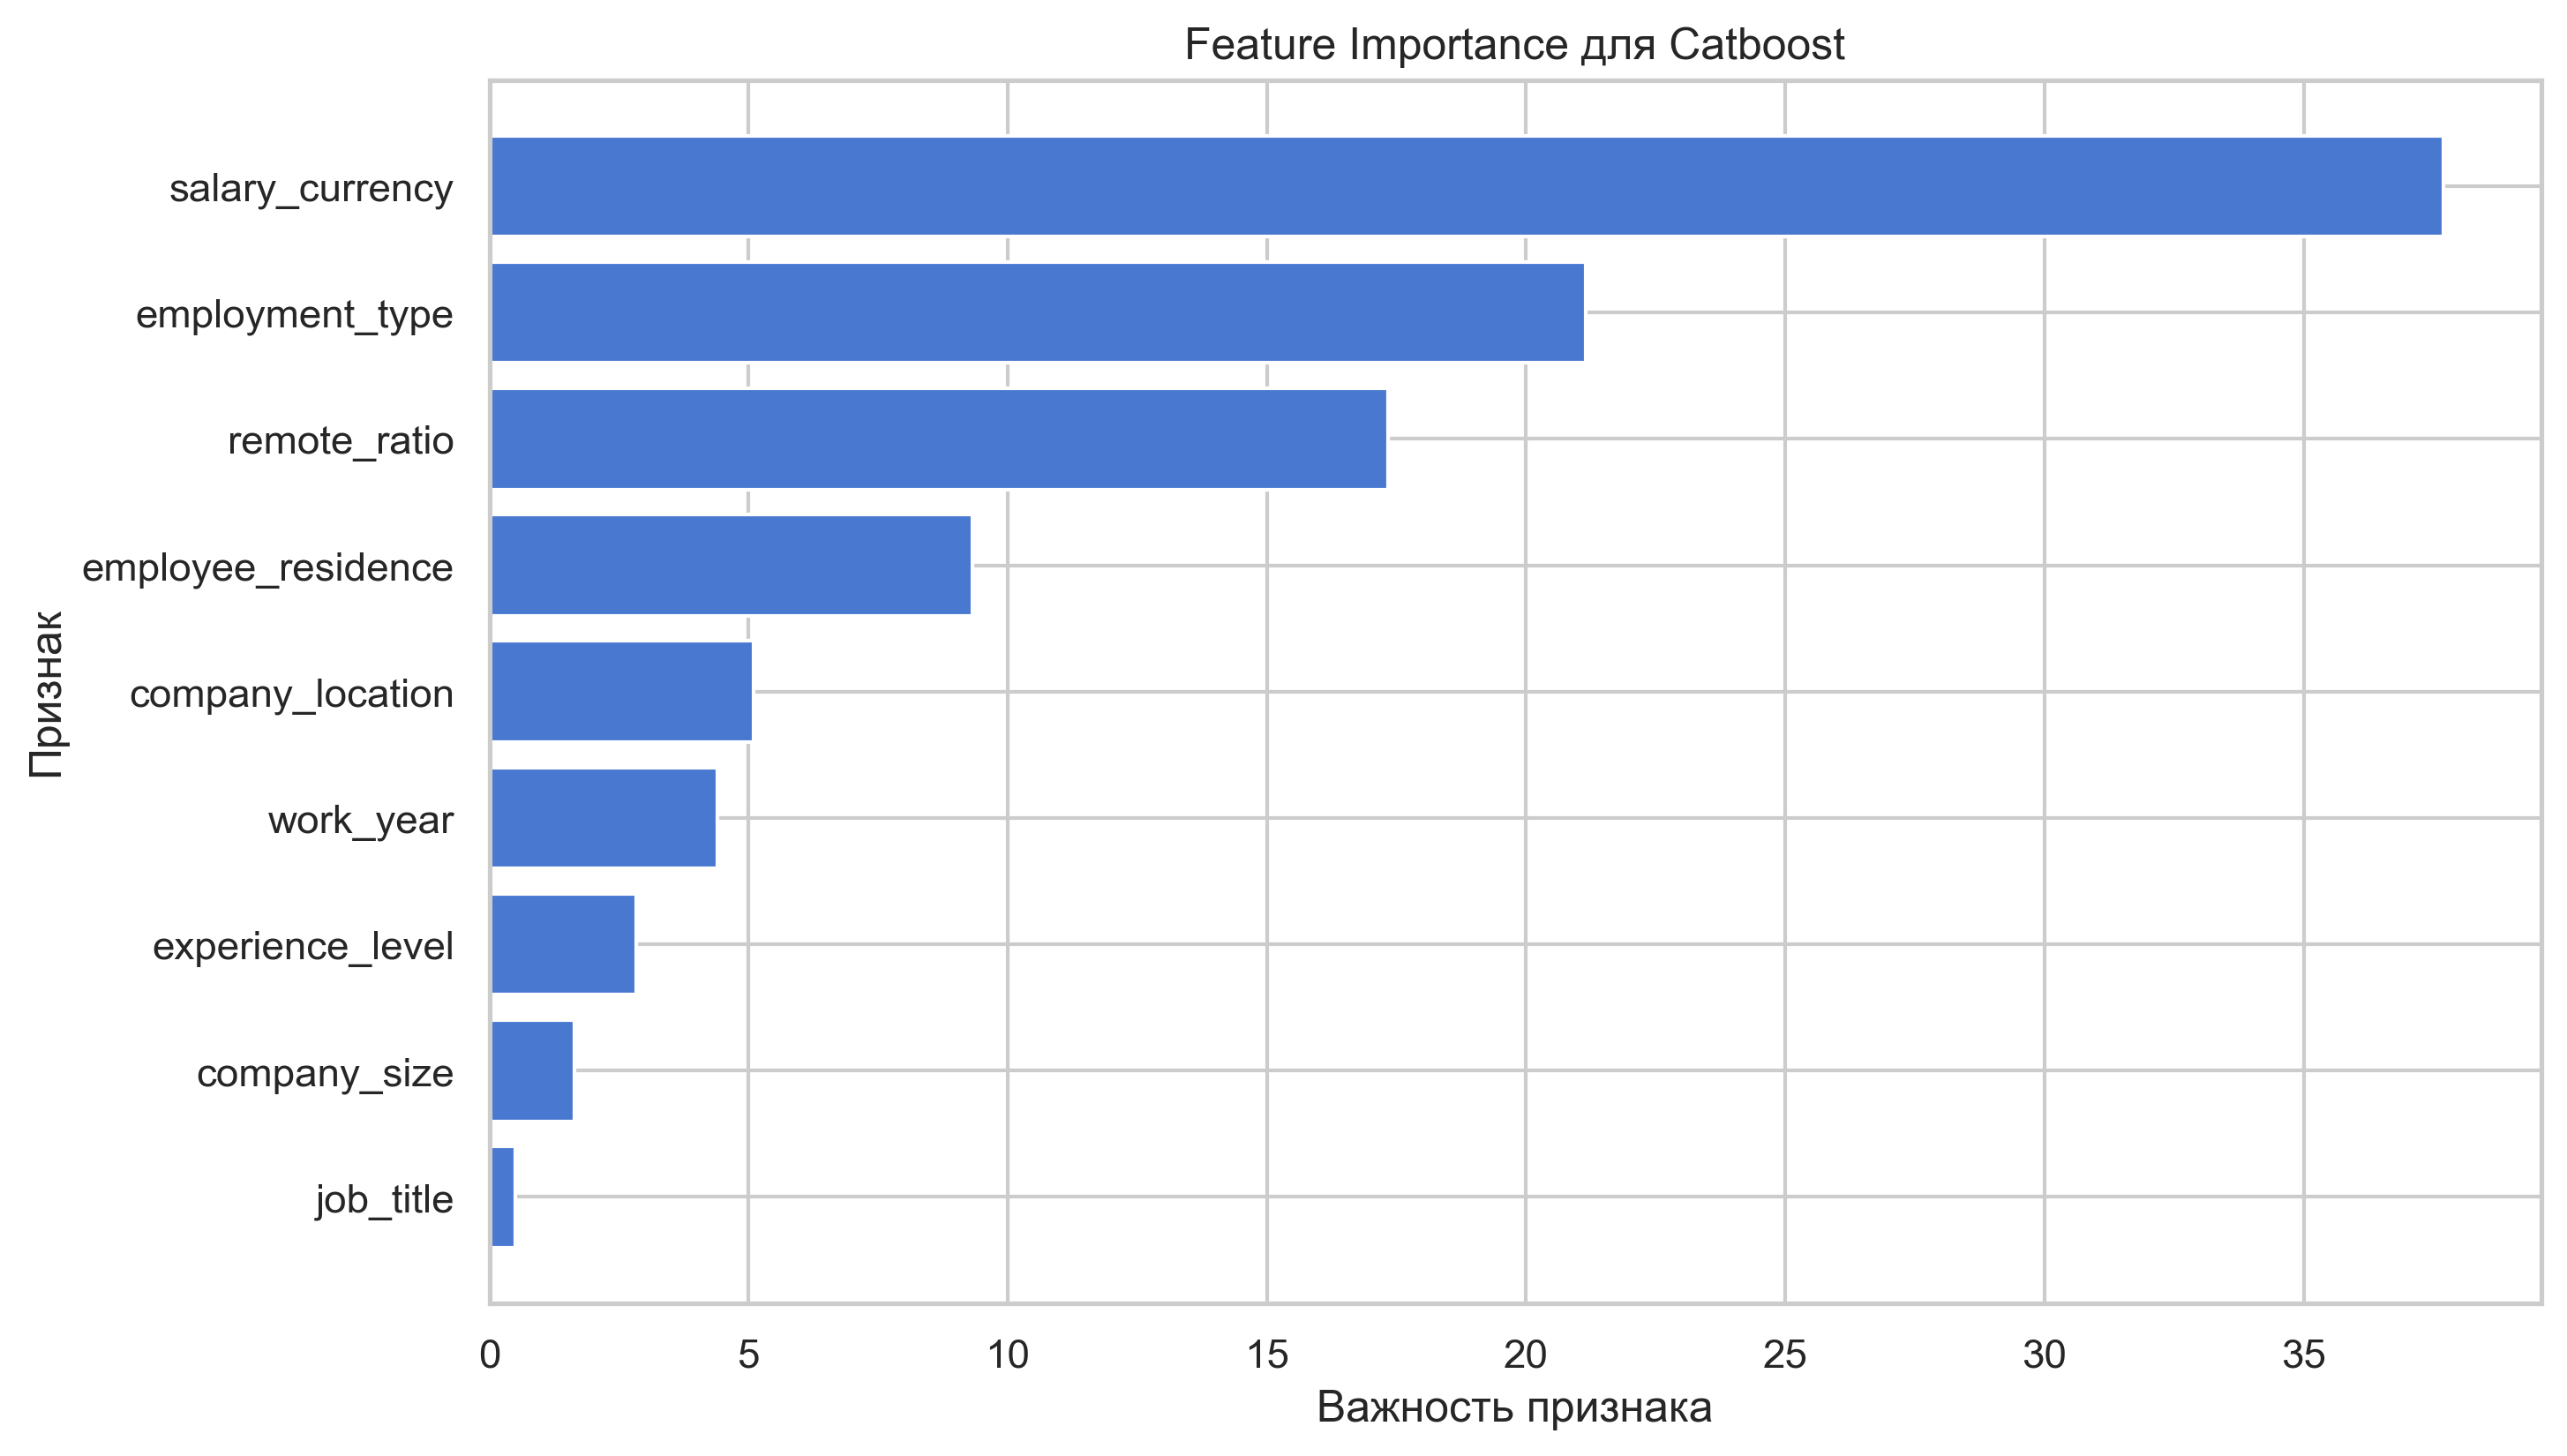 Feature Importance для Catboost
salary_currency
employment_type
remote_ratio
employee_residence
company_location
work_year
experience_level
company_size
job_title
Признак
0 5 10 15 20 25 30 35
Важность признака